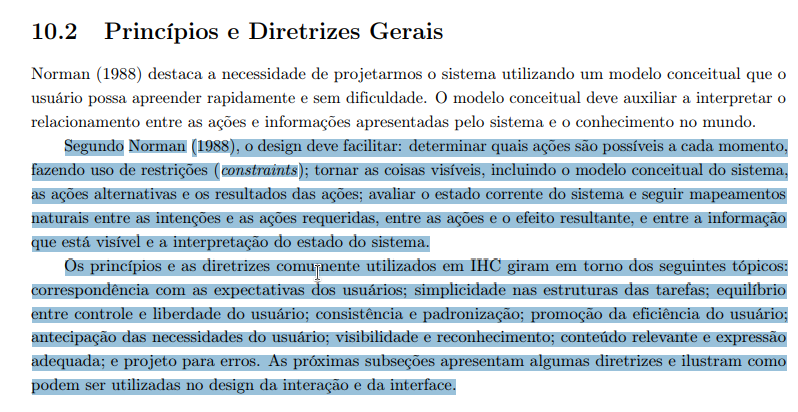 10.2 Princípios e Diretrizes Gerais
Norman (1988) destaca a necessidade de projetarmos o sistema utilizando um modelo conceitual que o
usuário possa apreender rapidamente e sem dificuldade. O modelo conceitual deve auxiliar a interpretar o
relacionamento entre as ações e informações apresentadas pelo sistema e o conhecimento no mundo.
Segundo Norman (1988), o design deve facilitar: determinar quais ações são possíveis a cada momento,
fazendo uso de restrições (constraints); tornar as coisas visíveis, incluindo o modelo conceitual do sistema,
as ações alternativas e os resultados das ações; avaliar o estado corrente do sistema e seguir mapeamentos
naturais entre as intenções e as ações requeridas, entre as ações e o efeito resultante, e entre a informação
que está visível e a interpretação do estado do sistema.
Os princípios e as diretrizes comumente utilizados em IHC giram em torno dos seguintes tópicos:
correspondência com as expectativas dos usuários; simplicidade nas estruturas das tarefas; equilíbrio
entre controle e liberdade do usuário; consistência e padronização; promoção da eficiência do usuário;
antecipação das necessidades do usuário; visibilidade e reconhecimento; conteúdo relevante e expressão
adequada; e projeto para erros. As próximas subseções apresentam algumas diretrizes e ilustram como
podem ser utilizadas no design da interação e da interface.